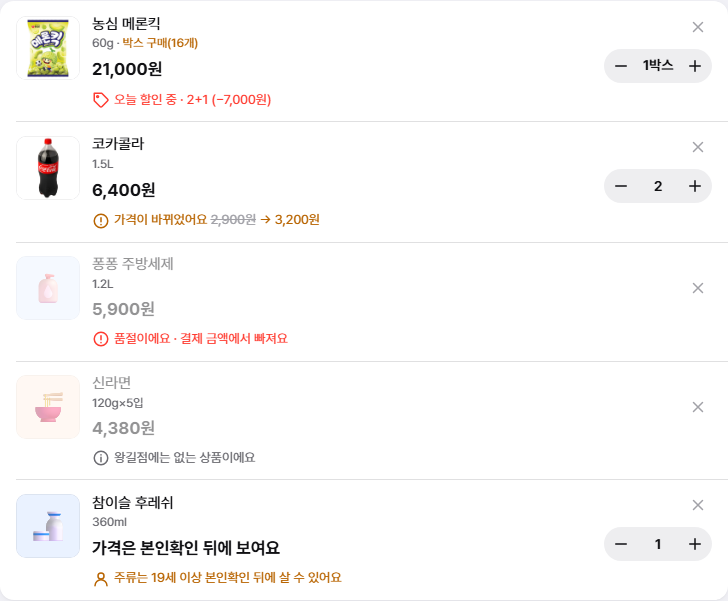 농심 메론킥
60g · 박스 구매(16개)
21,000원
1박스
오늘 할인 중 · 2+1 (−7,000원)
코카콜라
1.5L
6,400원
2
가격이 바뀌었어요 2,900원 → 3,200원
퐁퐁 주방세제
1.2L
5,900원
품절이에요 · 결제 금액에서 빠져요
신라면
120g×5입
4,380원
왕길점에는 없는 상품이에요
참이슬 후레쉬
360ml
가격은 본인확인 뒤에 보여요
1
주류는 19세 이상 본인확인 뒤에 살 수 있어요
메론킥
Coca-Cola